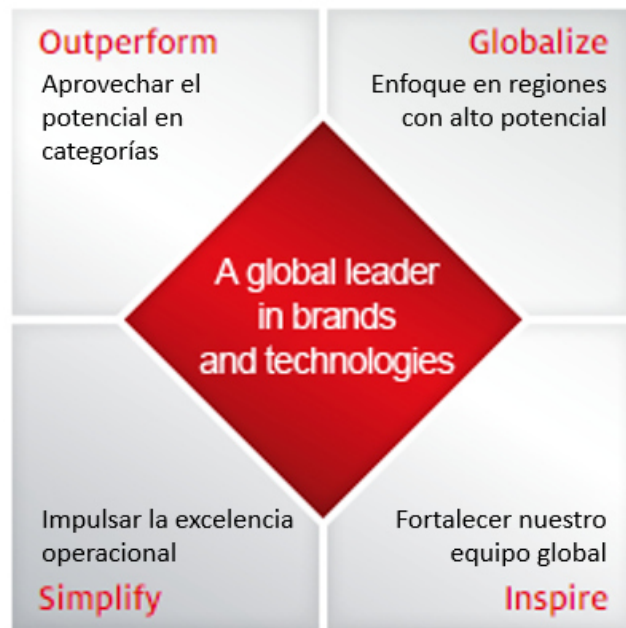 Outperform
Aprovechar el
potencial en
categorías
Globalize
Enfoque en regiones
con alto potencial
A global leader
in brands
and technologies
Impulsar la excelencia
operacional
Simplify
Fortalecer nuestro
equipo global
Inspire